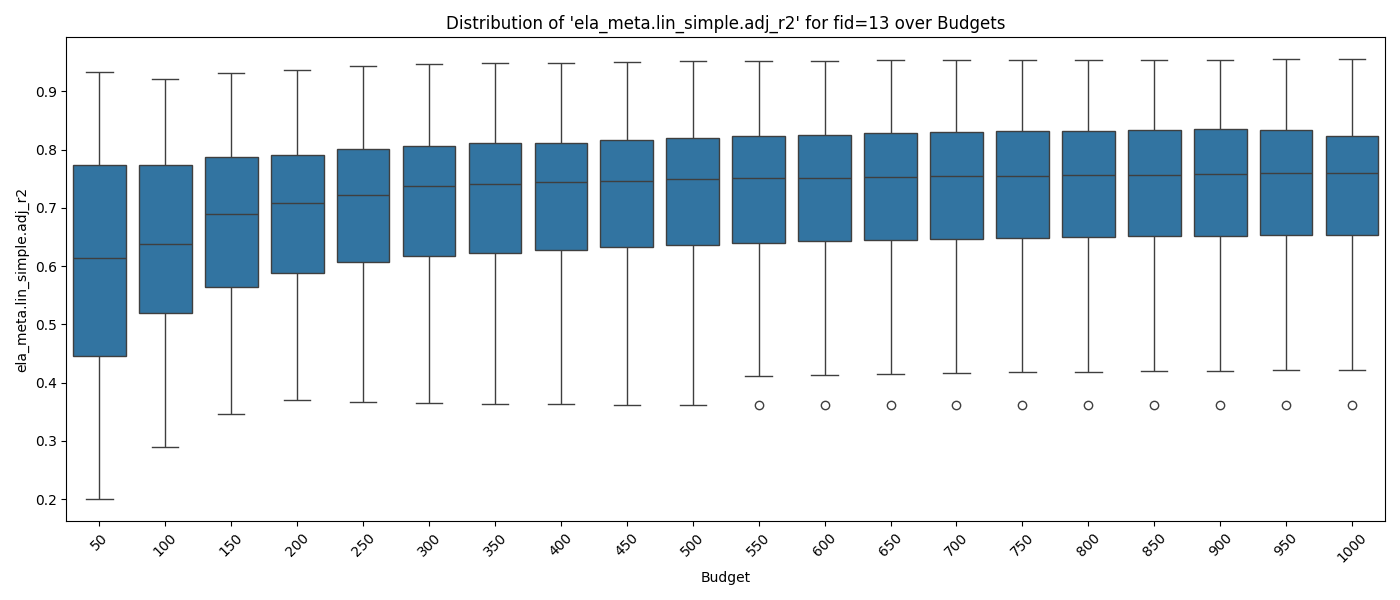 Distribution of 'ela_meta.lin_simple.adj_r2' for fid=13 over Budgets
ela_meta.lin_simple.adj_r2
0.9
0.8
0.7
0.6
0.5
0.4
0.3
0.2
50 100 150 200 250 300 350 400 450 500 550 600 650 700 750 800 850 900 950 1000
Budget